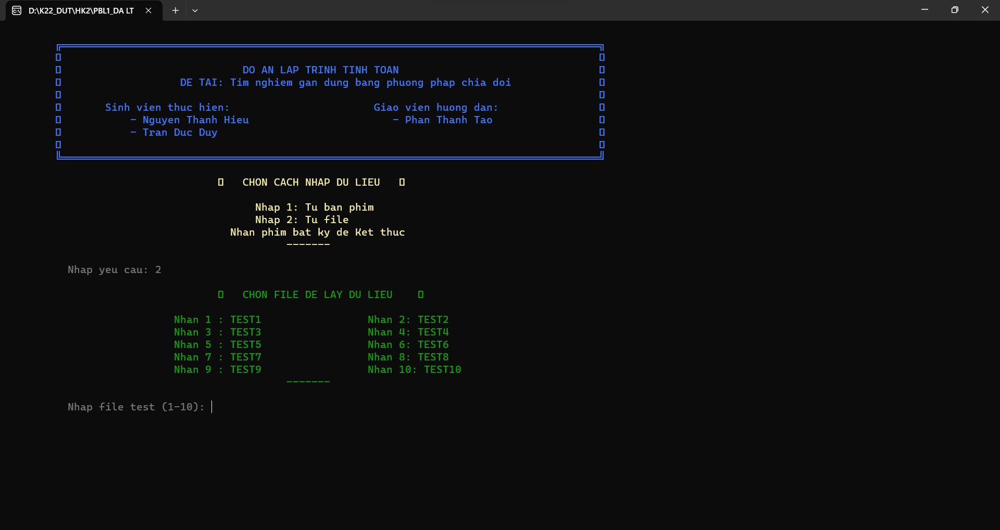 D:\K22_DUT\HK2\PBL1_DA LT
DO AN LAP TRINH TINH TOAN
DE TAI: Tim nghiem gan dung bang phuong phap chia doi
Sinh vien thuc hien: Giao vien huong dan:
- Nguyen Thanh Hieu - Phan Thanh Tao
- Tran Duc Duy
CHON CACH NHAP DU LIEU
Nhap 1: Tu ban phim
Nhap 2: Tu file
Nhan phim bat ky de Ket thuc
-------
Nhap yeu cau: 2
CHON FILE DE LAY DU LIEU
Nhan 1 : TEST1 Nhan 2: TEST2
Nhan 3 : TEST3 Nhan 4: TEST4
Nhan 5 : TEST5 Nhan 6: TEST6
Nhan 7 : TEST7 Nhan 8: TEST8
Nhan 9 : TEST9 Nhan 10: TEST10
-------
Nhap file test (1-10):